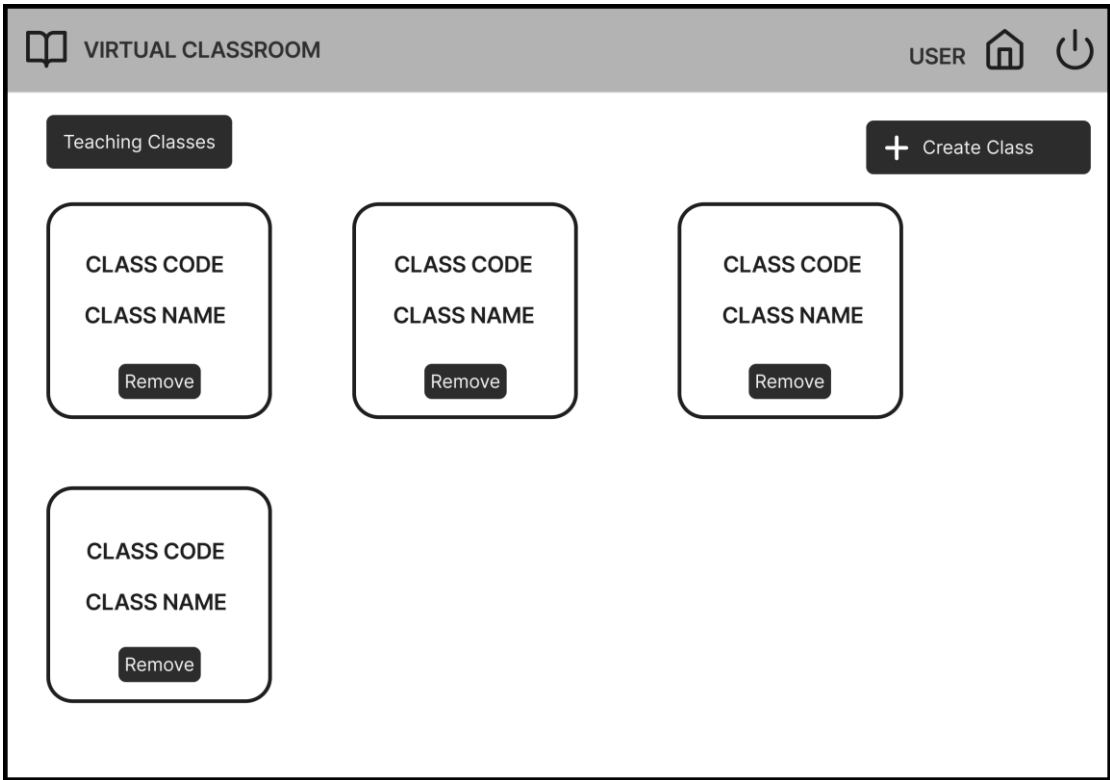 VIRTUAL CLASSROOM
USER
Teaching Classes
Create Class
CLASS CODE
CLASS NAME
Remove
CLASS CODE
CLASS NAME
Remove
CLASS CODE
CLASS NAME
Remove
CLASS CODE
CLASS NAME
Remove